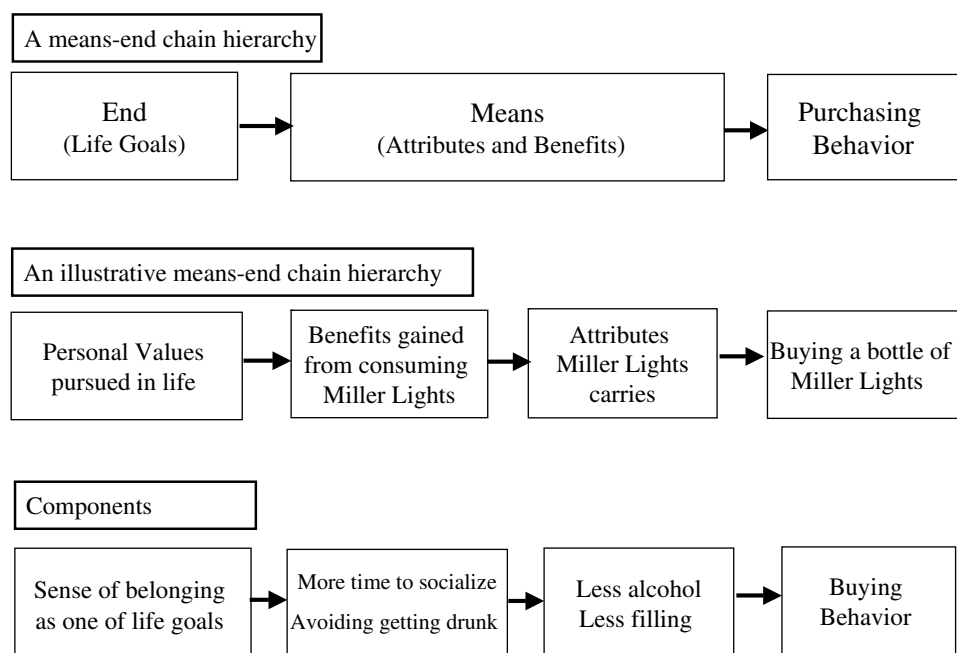 A means-end chain hierarchy
End
(Life Goals)
Means
(Attributes and Benefits)
Purchasing
Behavior
An illustrative means-end chain hierarchy
Personal Values
pursued in life
Benefits gained
from consuming
Miller Lights
Attributes
Miller Lights
carries
Buying a bottle of
Miller Lights
Components
Sense of belonging
as one of life goals
More time to socialize
Avoiding getting drunk
Less alcohol
Less filling
Buying
Behavior